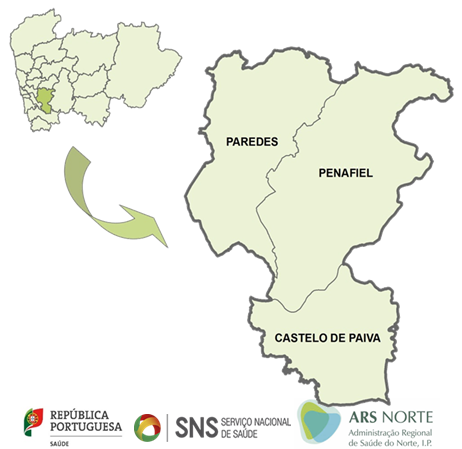 PAREDES
PENAFIEL
CASTELO DE PAIVA
REPÚBLICA
PORTUGUESA
SAÚDE
SNS SERVIÇO NACIONAL
DE SAÚDE
ARS NORTE
Administração Regional
de Saúde do Norte, I.P.